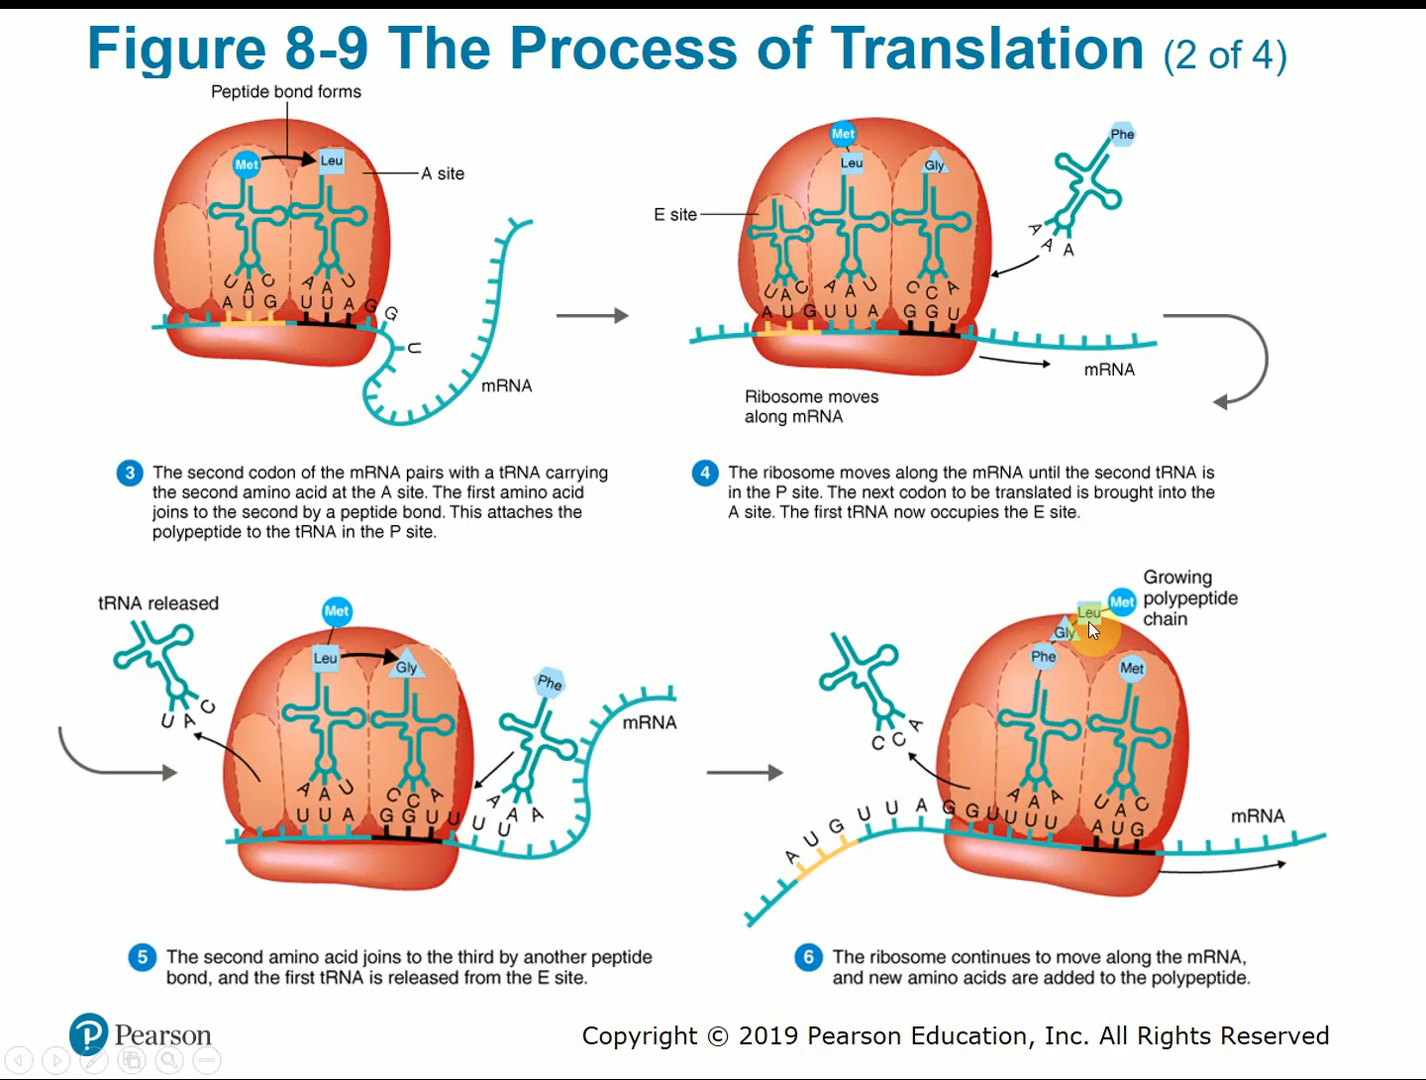 Figure 8-9 The Process of Translation (2 of 4)
Peptide bond forms
Met
Leu
A site
U A C
A A U
A U G
U U A G G
U
mRNA
Met
Leu
Gly
Phe
E site
A A A
U A C
A A U
C C A
A U G U U A
G G U
mRNA
Ribosome moves
along mRNA
3 The second codon of the mRNA pairs with a tRNA carrying
the second amino acid at the A site. The first amino acid
joins to the second by a peptide bond. This attaches the
polypeptide to the tRNA in the P site.
4 The ribosome moves along the mRNA until the second tRNA is
in the P site. The next codon to be translated is brought into the
A site. The first tRNA now occupies the E site.
tRNA released
U A C
Met
Leu
Gly
Phe
mRNA
A A U
C C A
A A A
U U A
G G U U U U
Growing
polypeptide
chain
Met
Leu
Gly
Phe
Met
C C A
A A A
U A C
A U G U U A G G U U U U
A U G
mRNA
5 The second amino acid joins to the third by another peptide
bond, and the first tRNA is released from the E site.
6 The ribosome continues to move along the mRNA,
and new amino acids are added to the polypeptide.
P Pearson
Copyright © 2019 Pearson Education, Inc. All Rights Reserved